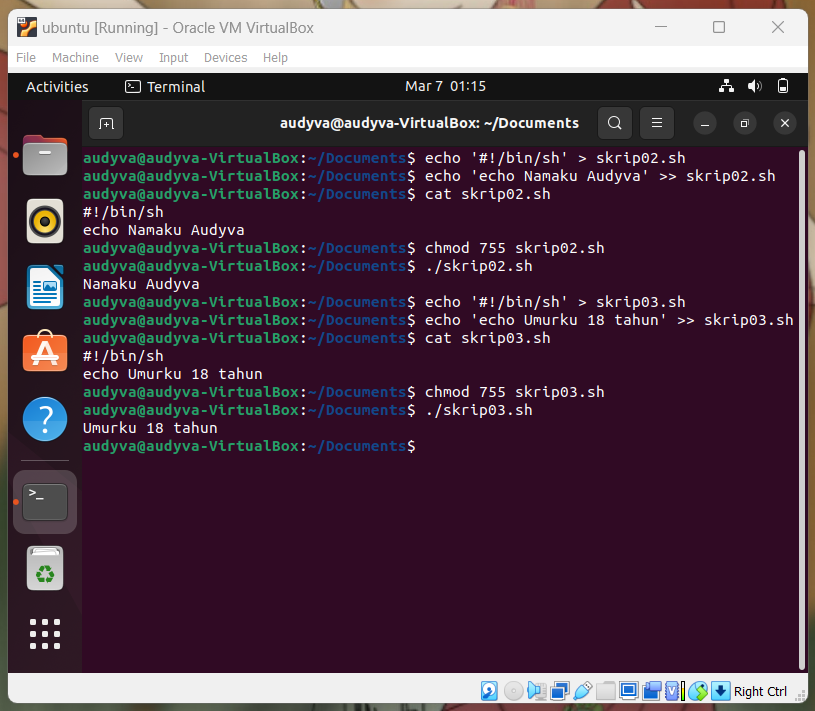 ubuntu [Running] - Oracle VM VirtualBox
File Machine View Input Devices Help
Activities Terminal Mar 7 01:15
audyva@audyva-VirtualBox: ~/Documents
audyva@audyva-VirtualBox:~/Documents$ echo '#!/bin/sh' > skrip02.sh
audyva@audyva-VirtualBox:~/Documents$ echo 'echo Namaku Audyva' >> skrip02.sh
audyva@audyva-VirtualBox:~/Documents$ cat skrip02.sh
#!/bin/sh
echo Namaku Audyva
audyva@audyva-VirtualBox:~/Documents$ chmod 755 skrip02.sh
audyva@audyva-VirtualBox:~/Documents$ ./skrip02.sh
Namaku Audyva
audyva@audyva-VirtualBox:~/Documents$ echo '#!/bin/sh' > skrip03.sh
audyva@audyva-VirtualBox:~/Documents$ echo 'echo Umurku 18 tahun' >> skrip03.sh
audyva@audyva-VirtualBox:~/Documents$ cat skrip03.sh
#!/bin/sh
echo Umurku 18 tahun
audyva@audyva-VirtualBox:~/Documents$ chmod 755 skrip03.sh
audyva@audyva-VirtualBox:~/Documents$ ./skrip03.sh
Umurku 18 tahun
audyva@audyva-VirtualBox:~/Documents$
Right Ctrl